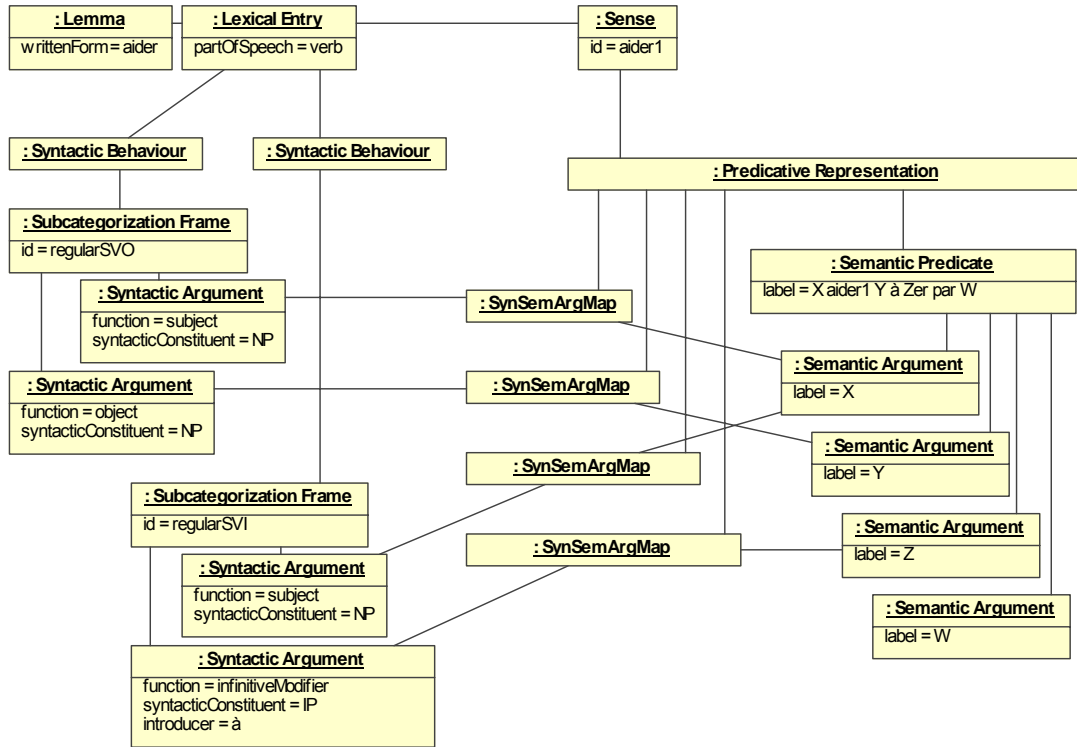 : Lemma
writtenForm = aider
: Lexical Entry
partOfSpeech = verb
: Sense
id = aider1
: Syntactic Behaviour
: Syntactic Behaviour
: Predicative Representation
: Subcategorization Frame
id = regularSVO
: Semantic Predicate
label = X aider1 Y à Zer par W
: Syntactic Argument
function = subject
syntacticConstituent = NP
: SynSemArgMap
: Semantic Argument
label = X
: Syntactic Argument
function = object
syntacticConstituent = NP
: SynSemArgMap
: Semantic Argument
label = Y
: SynSemArgMap
: Subcategorization Frame
id = regularSVI
: Semantic Argument
label = Z
: SynSemArgMap
: Syntactic Argument
function = subject
syntacticConstituent = NP
: Semantic Argument
label = W
: Syntactic Argument
function = infinitiveModifier
syntacticConstituent = IP
introducer = à